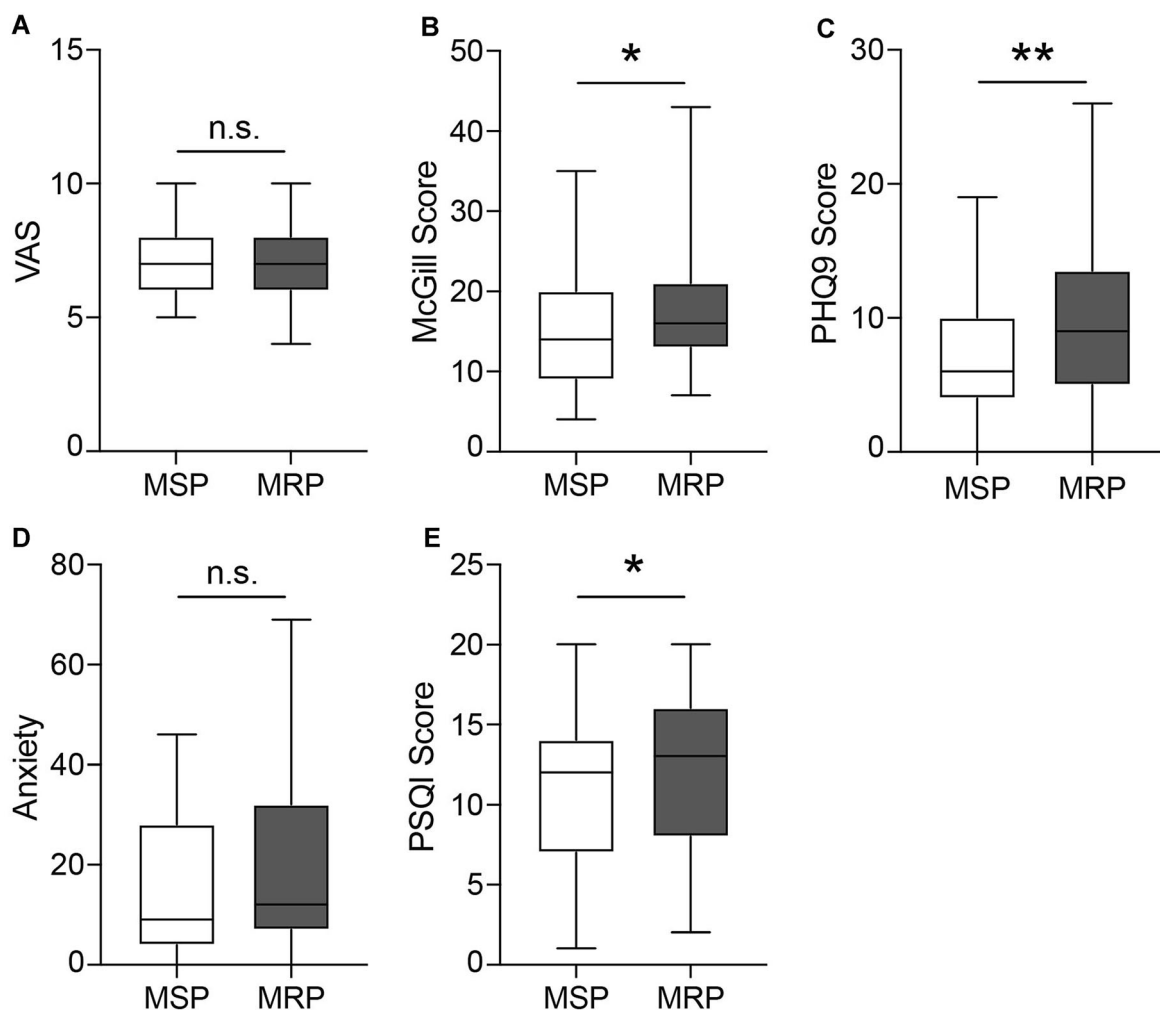 A
VAS
15
10
5
0
n.s.
MSP MRP
B
McGill Score
50
40
30
20
10
0
*
MSP MRP
C
PHQ9 Score
30
20
10
0
**
MSP MRP
D
Anxiety
80
60
40
20
0
n.s.
MSP MRP
E
PSQI Score
25
20
15
10
5
0
*
MSP MRP